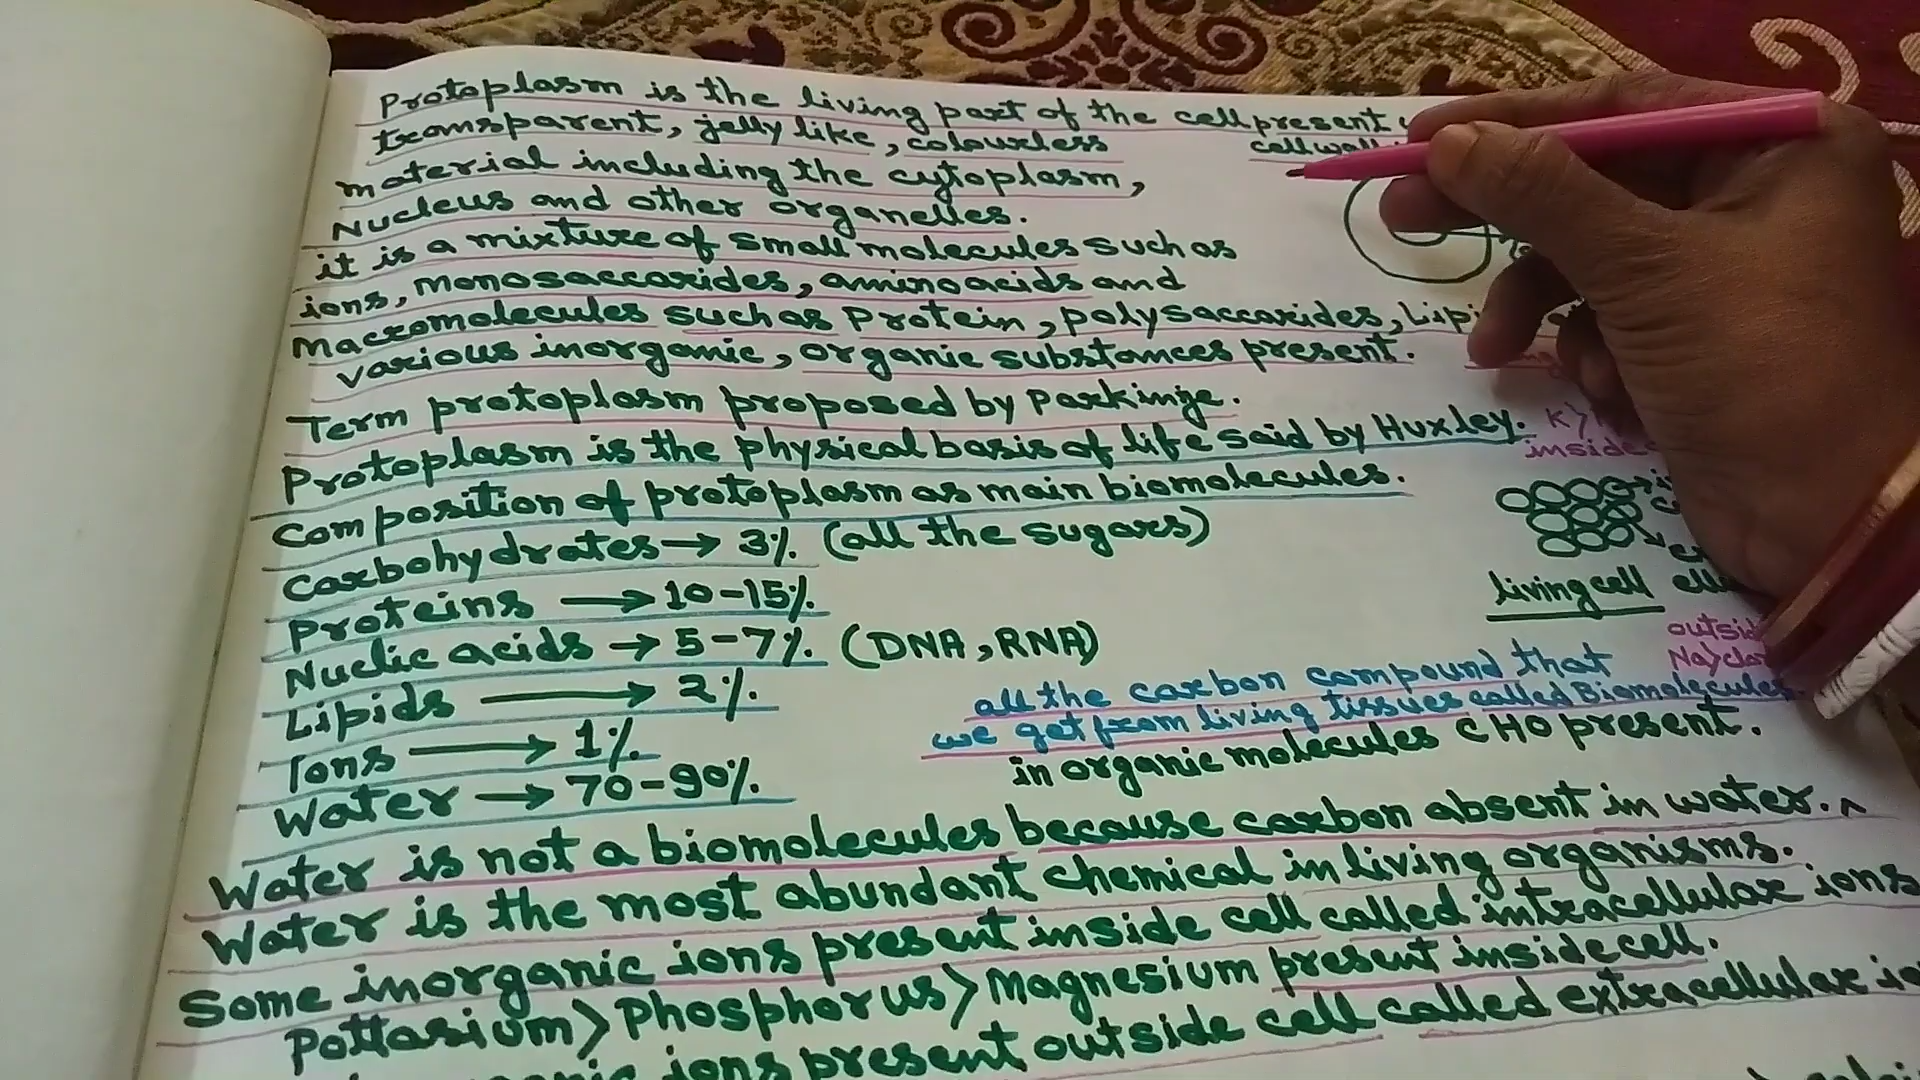 Protoplasm is the living part of the cell present
transparent, jelly like, colourless
cell wall
material including the cytoplasm,
Nucleus and other organelles.
it is a mixture of small molecules such as
ions, monosaccarides, aminoacids and
Macromolecules such as Protein, polysaccarides, Lipi
various inorganic, organic substances present.
Term protoplasm proposed by Parkinje.
Protoplasm is the physical basis of life said by Huxley.
K>
inside
Composition of protoplasm as main biomolecules.
Carbohydrates → 3% (all the sugars)
Proteins → 10-15%
living cell
Nuclic acids → 5-7% (DNA, RNA)
outsid
Na>cl
Lipids → 2%
all the carbon compound that
we get from living tissues called Biomolecules
in organic molecules CHO present.
Ions → 1%
Water → 70-90%
Water is not a biomolecules because carbon absent in water.
Water is the most abundant chemical in living organisms.
Some inorganic ions present inside cell called intracellular ions
Pottasium > Phosphorus > Magnesium present inside cell.
ions present outside cell called extracellular io